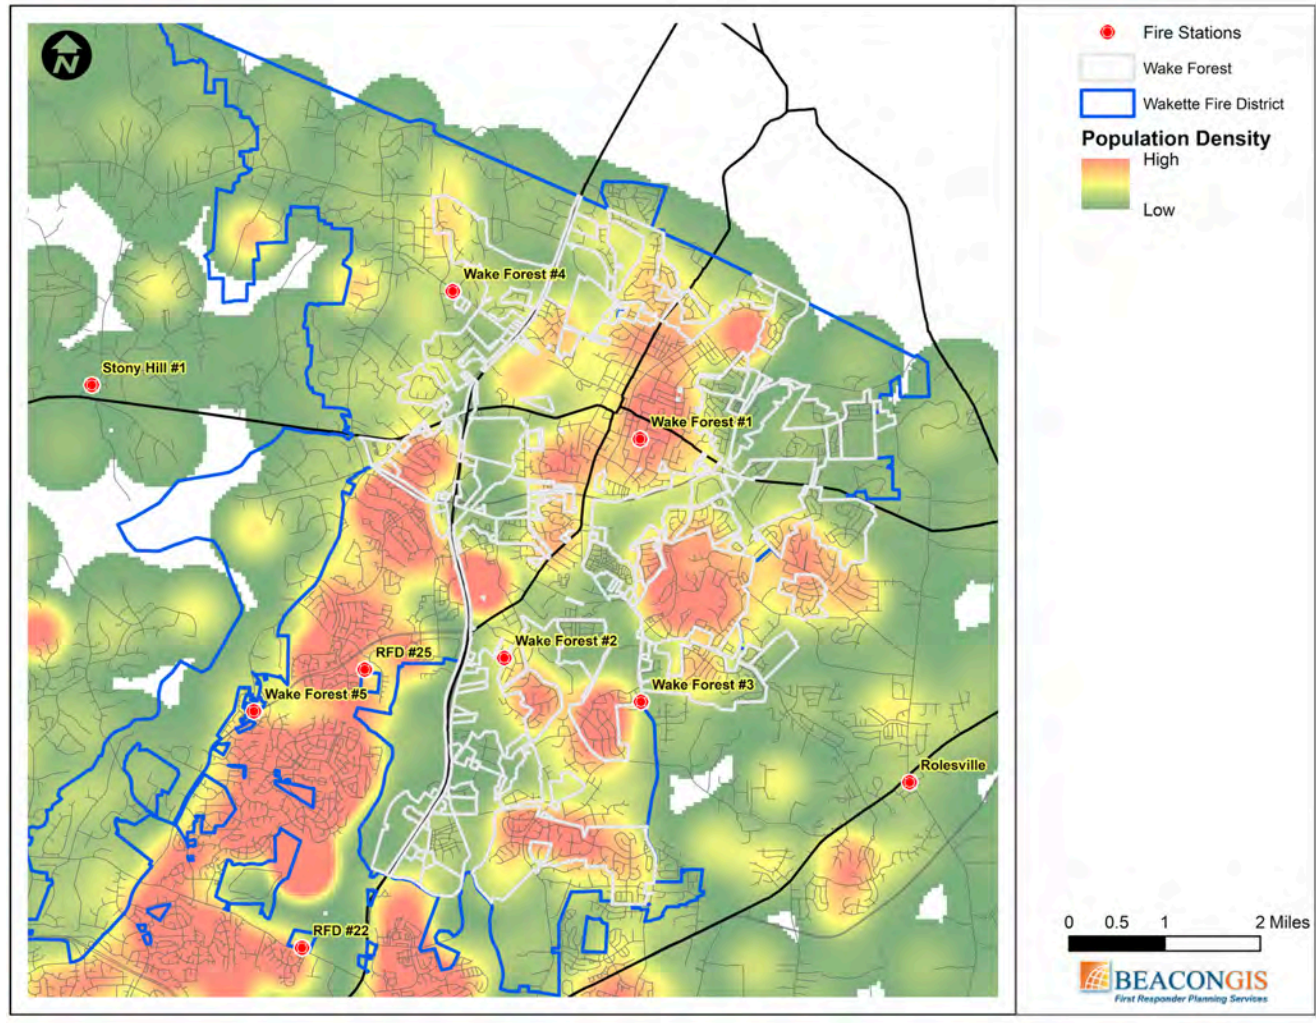 N
Fire Stations
Wake Forest
Wakette Fire District
Population Density
High
Low
Wake Forest #4
Stony Hill #1
Wake Forest #1
Wake Forest #2
RFD #25
Wake Forest #3
Wake Forest #5
Rolesville
RFD #22
0 0.5 1 2 Miles
BEACONGIS
First Responder Planning Services